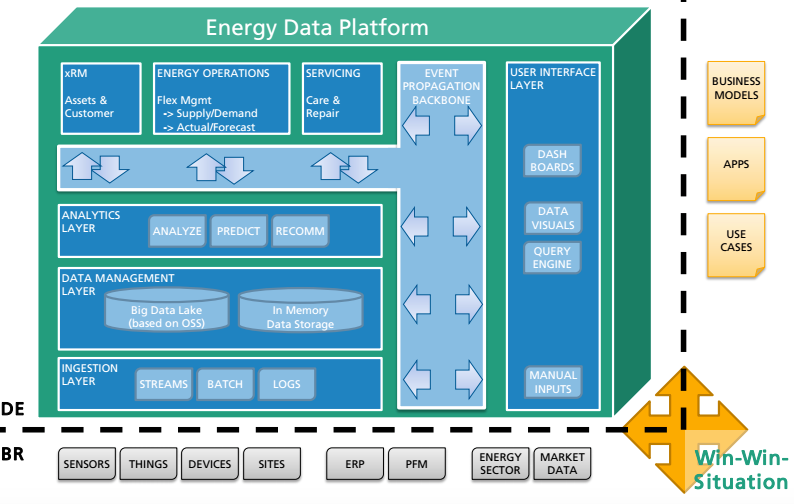 Energy Data Platform
xRM
Assets &
Customer
ENERGY OPERATIONS
Flex Mgmt
-> Supply/Demand
-> Actual/Forecast
SERVICING
Care &
Repair
EVENT
PROPAGATION
BACKBONE
USER INTERFACE
LAYER
DASH
BOARDS
DATA
VISUALS
QUERY
ENGINE
MANUAL
INPUTS
ANALYTICS
LAYER
ANALYZE
PREDICT
RECOMM
DATA MANAGEMENT
LAYER
Big Data Lake
(based on OSS)
In Memory
Data Storage
INGESTION
LAYER
STREAMS
BATCH
LOGS
BUSINESS
MODELS
APPS
USE
CASES
DE
BR
SENSORS
THINGS
DEVICES
SITES
ERP
PFM
ENERGY
SECTOR
MARKET
DATA
Win-Win-
Situation